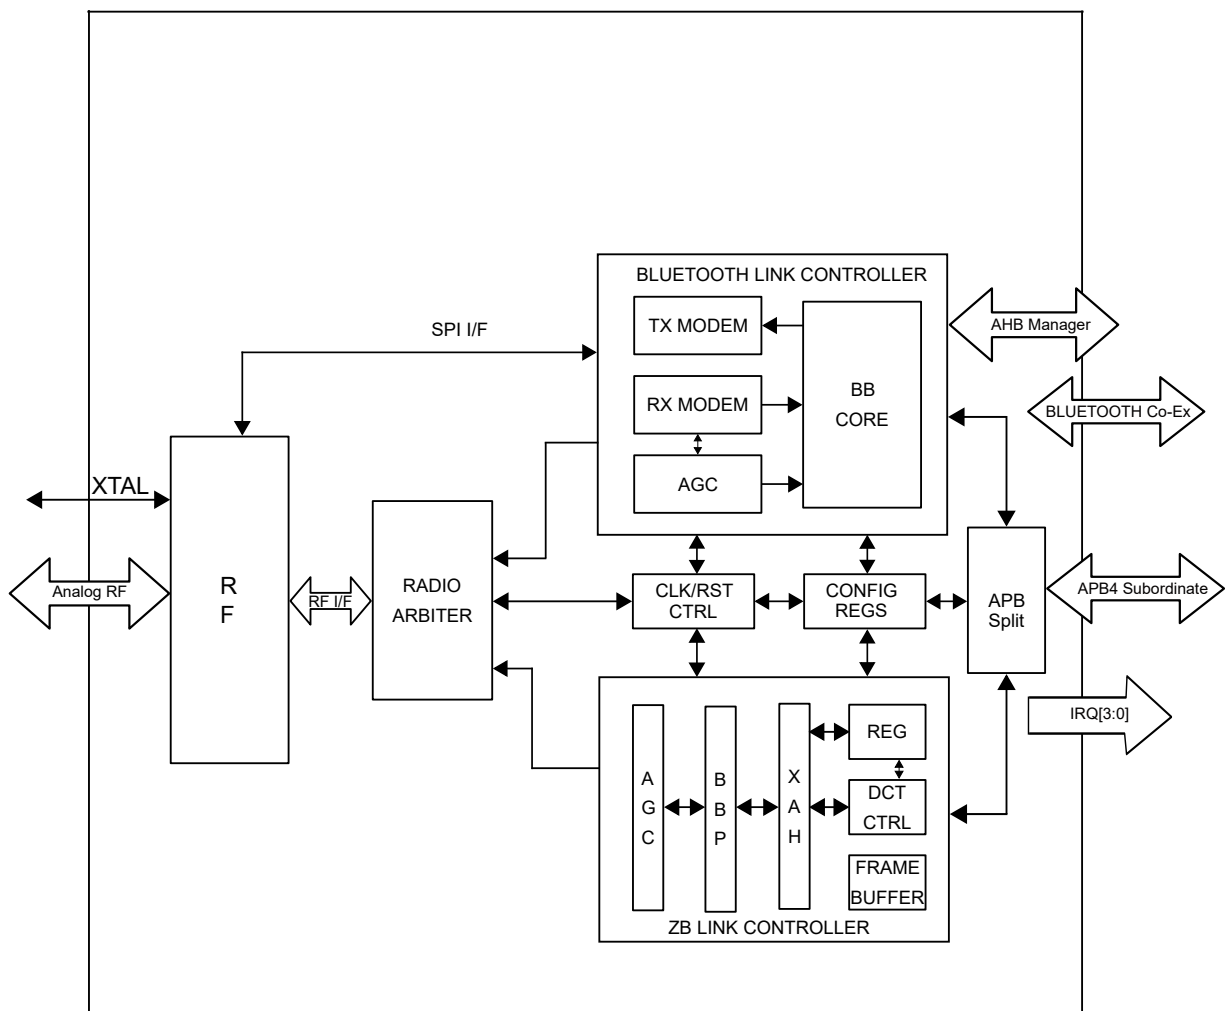 BLUETOOTH LINK CONTROLLER
TX MODEM
AHB Manager
SPI I/F
RX MODEM
BB
CORE
BLUETOOTH Co-Ex
AGC
XTAL
R
F
Analog RF
RF I/F
RADIO
ARBITER
CLK/RST
CTRL
CONFIG
REGS
APB
Split
APB4 Subordinate
IRQ[3:0]
A
G
C
B
B
P
X
A
H
REG
DCT
CTRL
FRAME
BUFFER
ZB LINK CONTROLLER